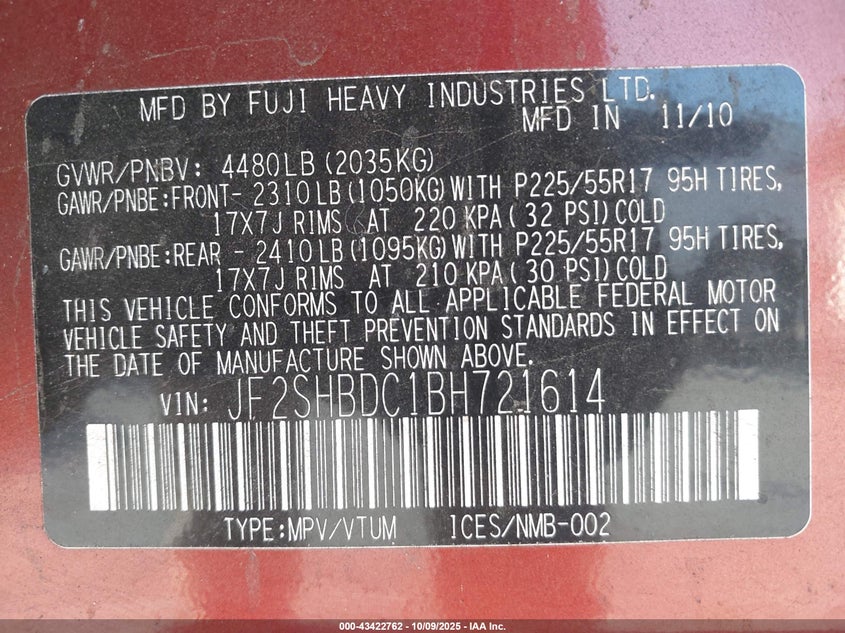 MFD BY FUJI HEAVY INDUSTRIES LTD.
MFD IN 11/10
GVWR/PNBV: 4480LB (2035KG)
GAWR/PNBE:FRONT- 2310LB (1050KG) WITH P225/55R17 95H TIRES,
17X7J RIMS AT 220 KPA (32 PSI) COLD
GAWR/PNBE:REAR - 2410LB (1095KG) WITH P225/55R17 95H TIRES,
17X7J RIMS AT 210 KPA (30 PSI) COLD
THIS VEHICLE CONFORMS TO ALL APPLICABLE FEDERAL MOTOR
VEHICLE SAFETY AND THEFT PREVENTION STANDARDS IN EFFECT ON
THE DATE OF MANUFACTURE SHOWN ABOVE.
VIN: JF2SHBDC1BH721614
TYPE:MPV/VTUM ICES/NMB-002
000-43422762 - 10/09/2025 - IAA Inc.